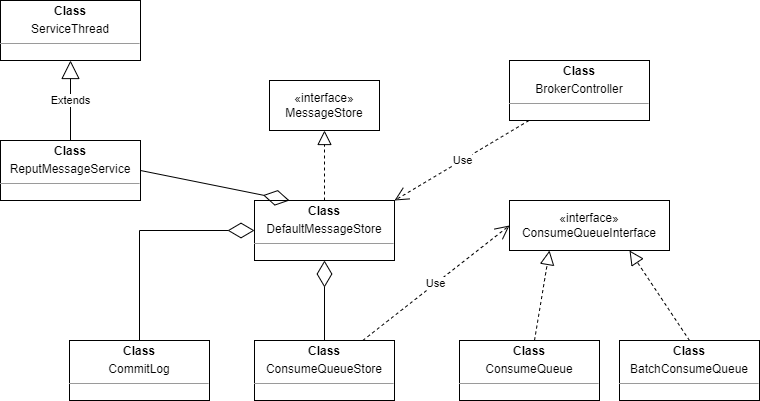 Class
ServiceThread
Extends
Class
ReputMessageService
«interface»
MessageStore
Class
BrokerController
Use
Class
DefaultMessageStore
«interface»
ConsumeQueueInterface
Use
Class
CommitLog
Class
ConsumeQueueStore
Class
ConsumeQueue
Class
BatchConsumeQueue